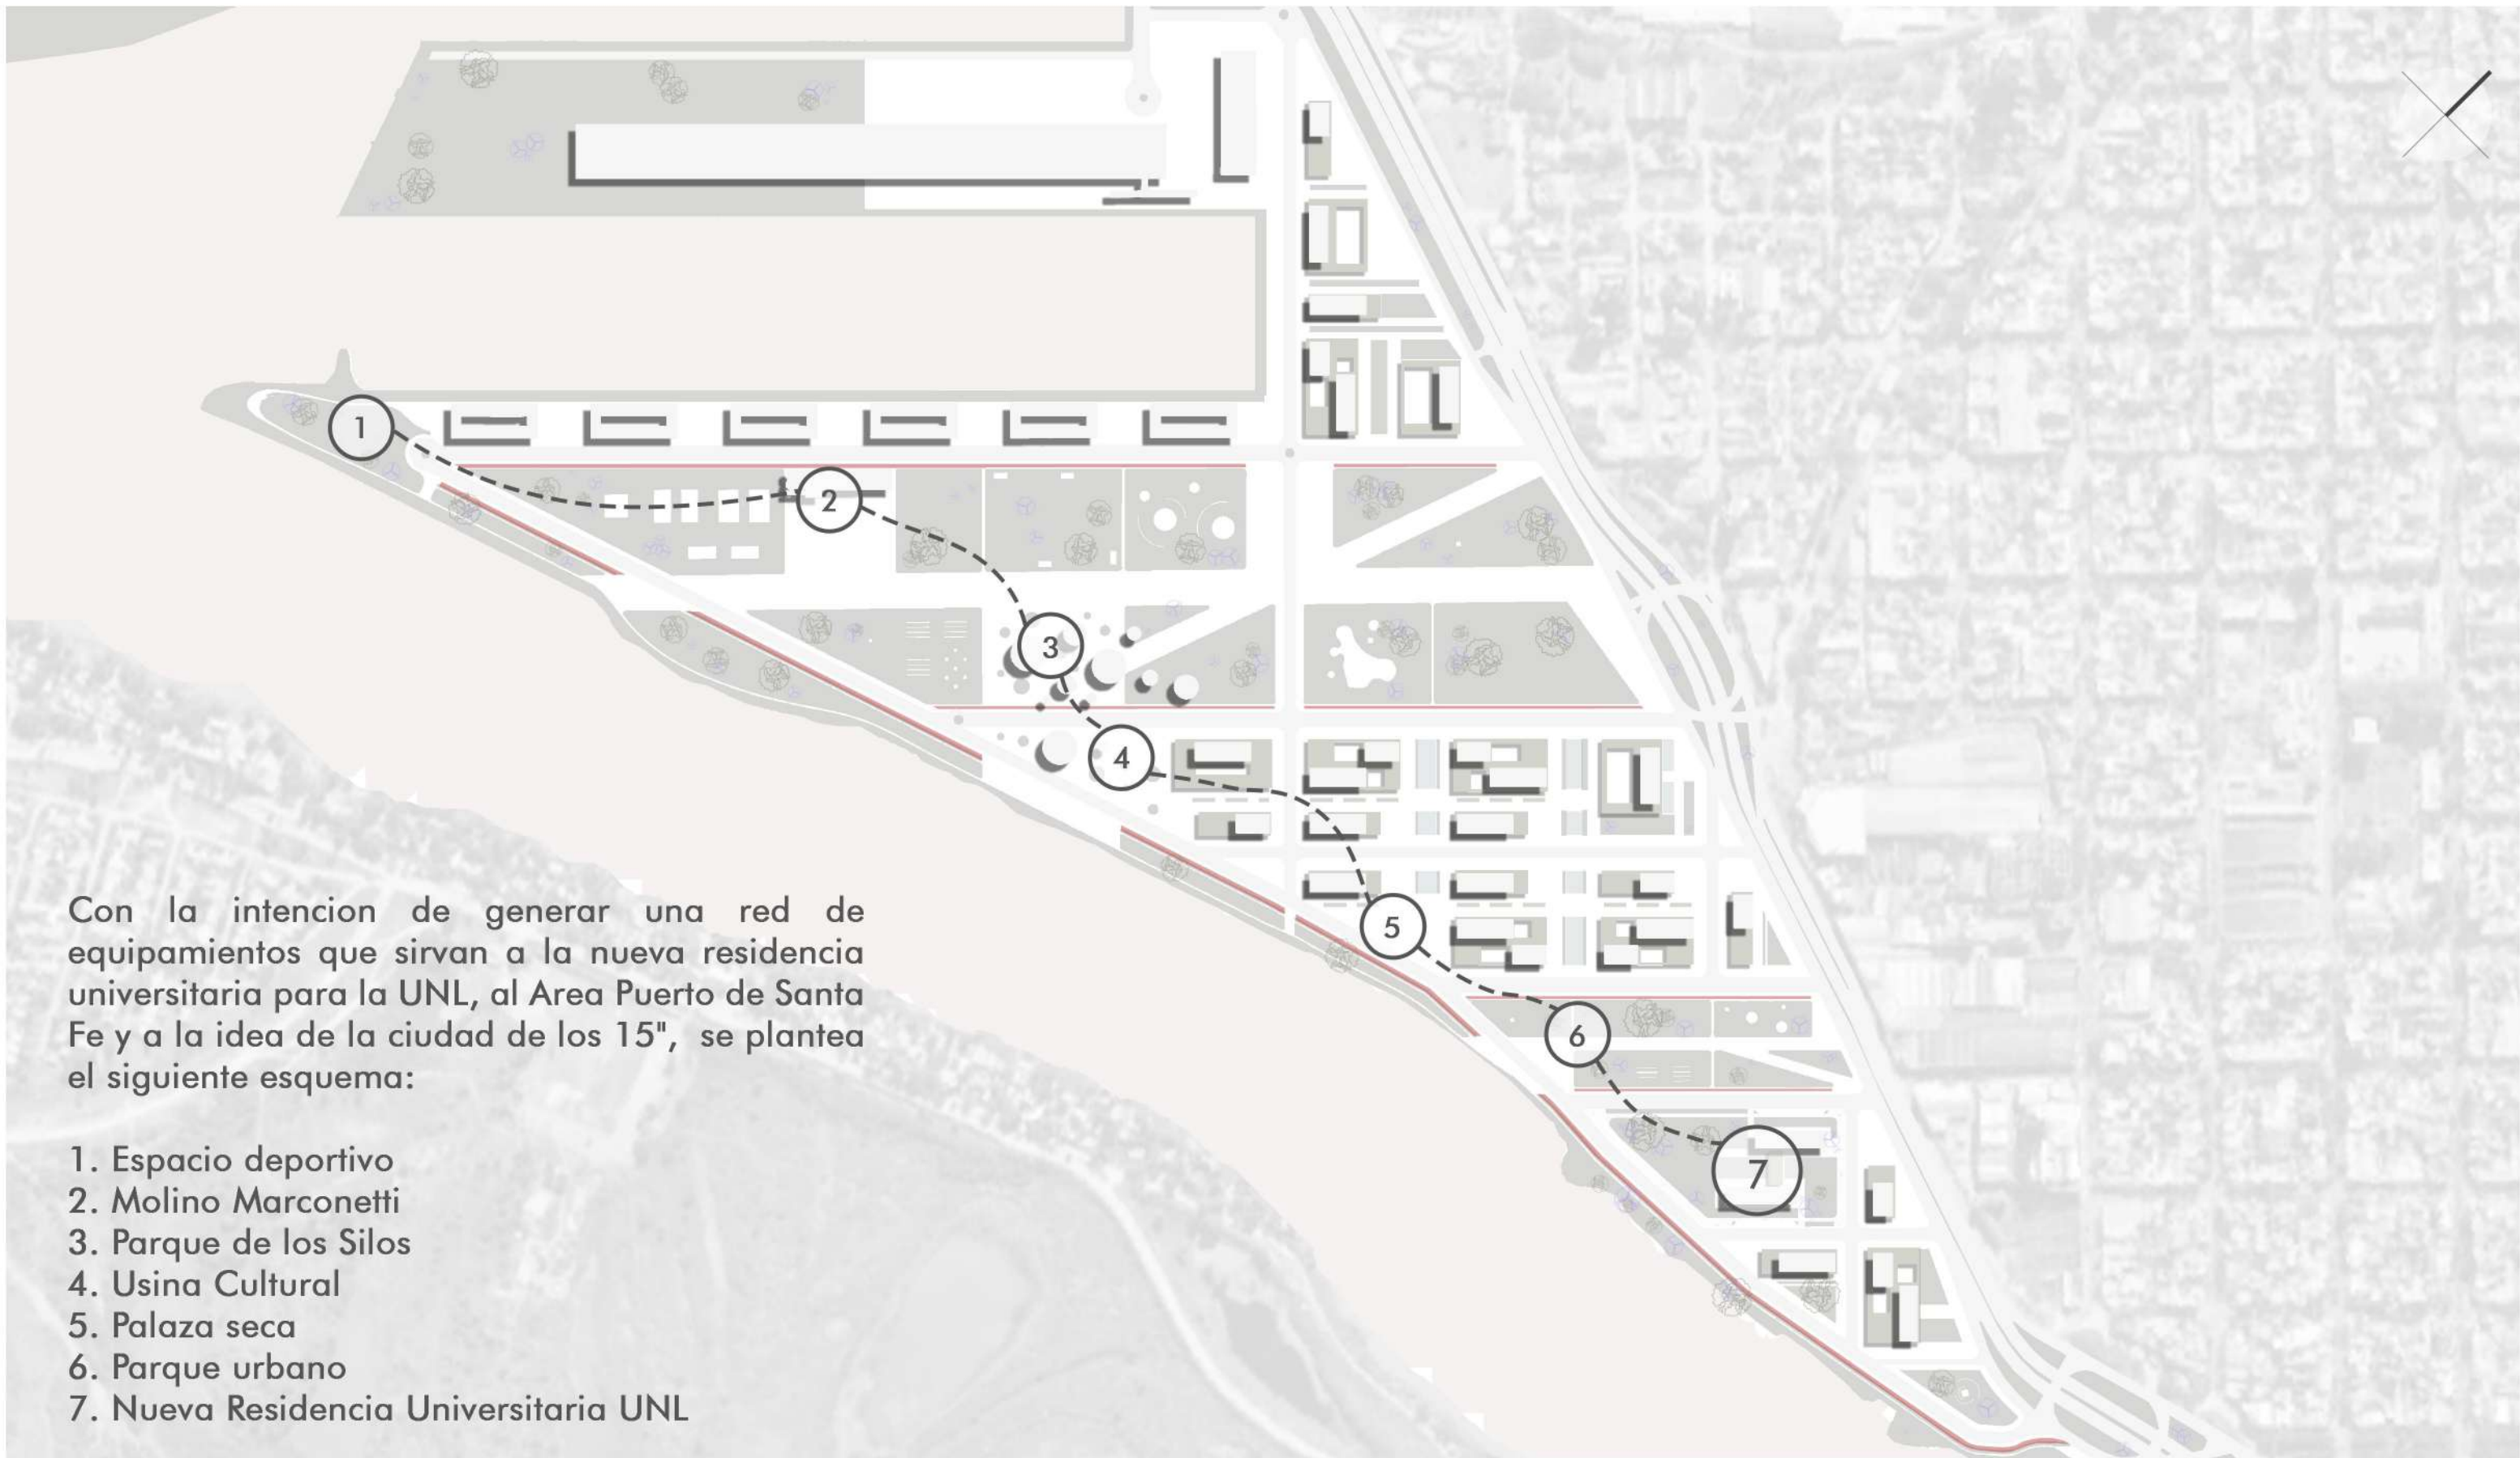 1
2
3
4
5
6
7
Con la intencion de generar una red de
equipamientos que sirvan a la nueva residencia
universitaria para la UNL, al Area Puerto de Santa
Fe y a la idea de la ciudad de los 15", se plantea
el siguiente esquema:
1. Espacio deportivo
2. Molino Marconetti
3. Parque de los Silos
4. Usina Cultural
5. Palaza seca
6. Parque urbano
7. Nueva Residencia Universitaria UNL